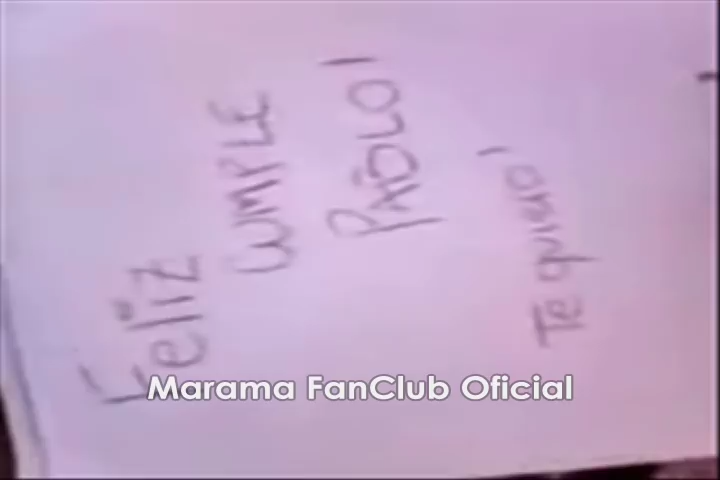 Feliz
CUMPLE
PABLO!
TE QUIERO!
Marama FanClub Oficial